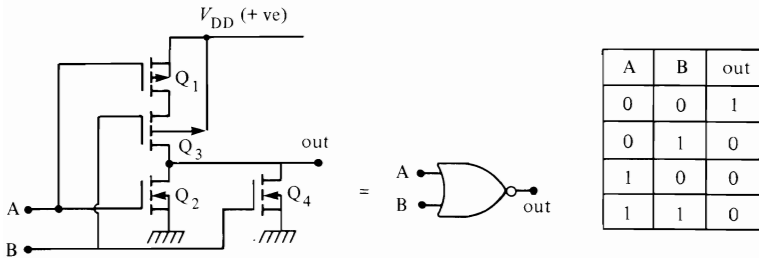 V_DD (+ ve)
Q_1
Q_3
out
Q_2
Q_4
A
B
=
A
B
out
A B out
0 0 1
0 1 0
1 0 0
1 1 0